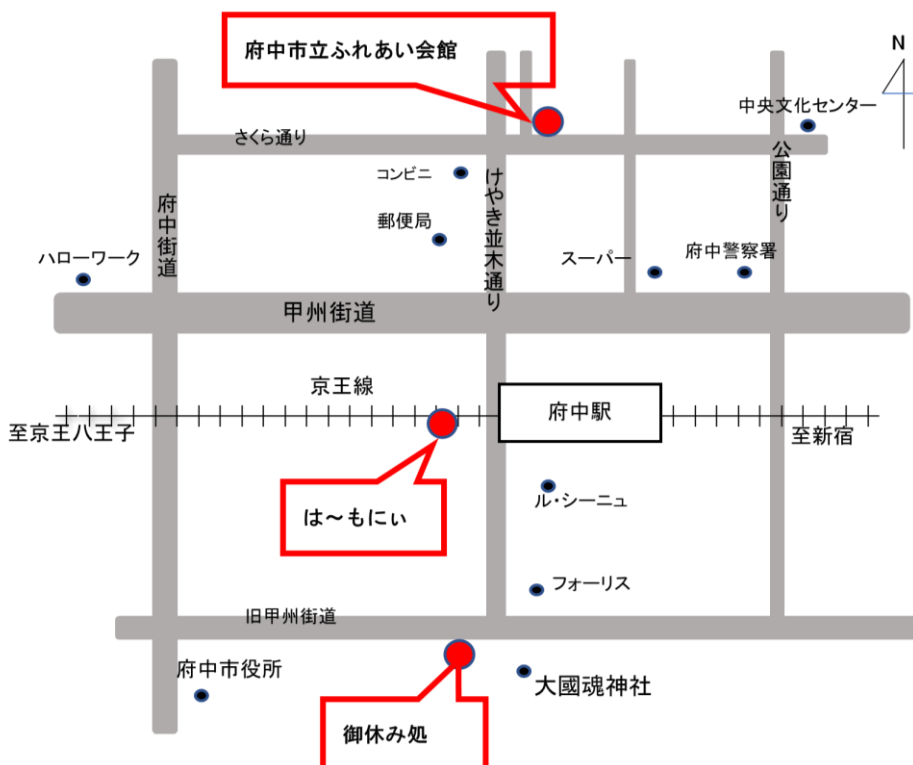 府中市立ふれあい会館
N
中央文化センター
さくら通り
コンビニ
けやき並木通り
公園通り
府中街道
郵便局
ハローワーク
スーパー
府中警察署
甲州街道
京王線
府中駅
至京王八王子
至新宿
ル・シーニュ
は～もにぃ
フォーリス
旧甲州街道
府中市役所
大國魂神社
御休み処